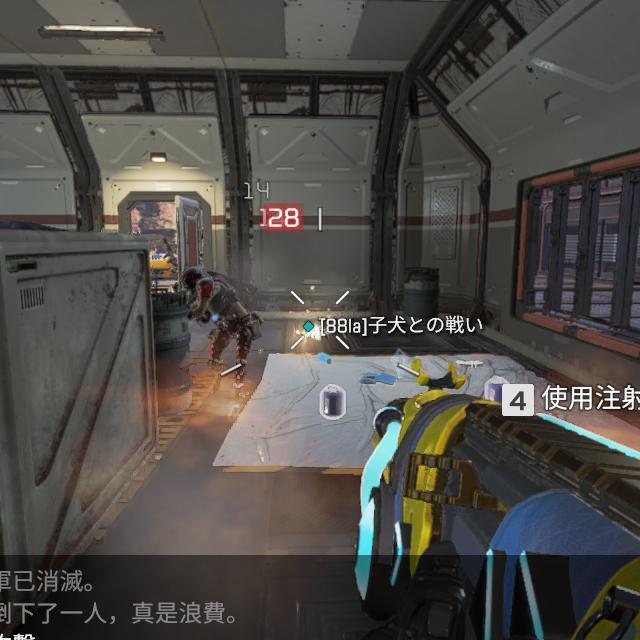 14
128
[88la]子犬との戦い
4 使用注射
軍已消滅。
倒下了一人，真是浪費。